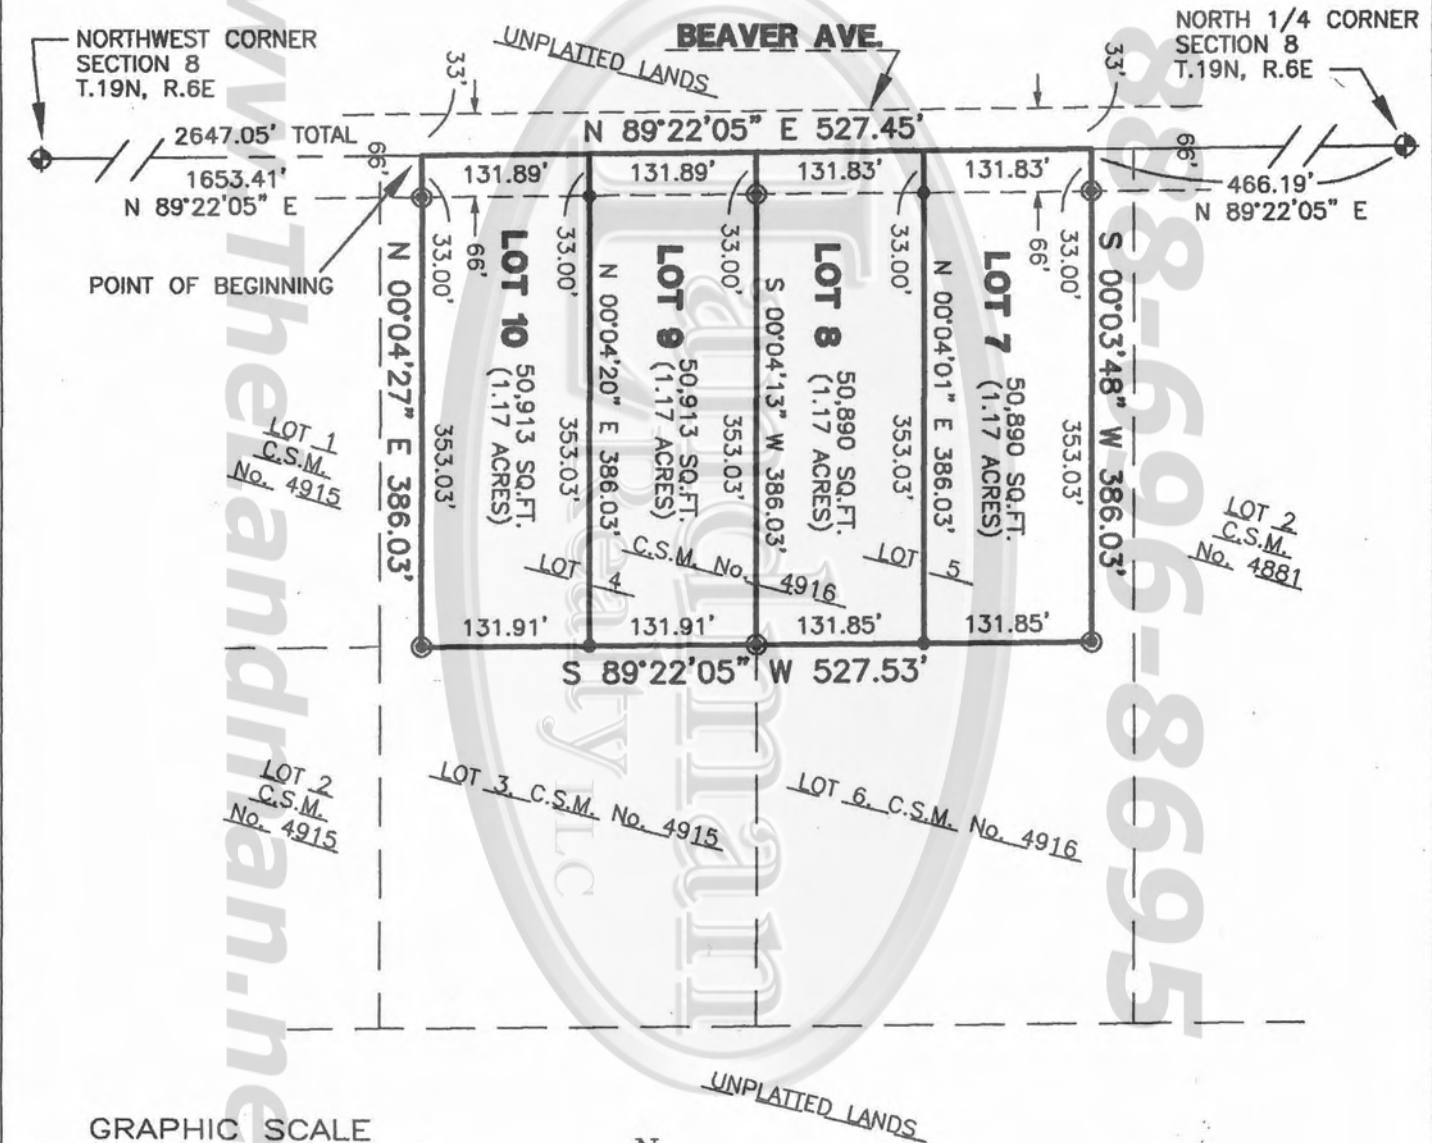 NORTHWEST CORNER
SECTION 8
T.19N, R.6E
UNPLATTED LANDS
BEAVER AVE.
NORTH 1/4 CORNER
SECTION 8
T.19N, R.6E
33'
33'
2647.05' TOTAL
N 89°22'05" E 527.45'
66'
66'
1653.41'
N 89°22'05" E
131.89'
131.89'
131.83'
131.83'
466.19'
N 89°22'05" E
POINT OF BEGINNING
66'
66'
33.00'
33.00'
33.00'
33.00'
33.00'
N 00°04'27" E 386.03'
353.03'
LOT 10
50,913 SQ.FT.
(1.17 ACRES)
353.03'
N 00°04'20" E 386.03'
LOT 9
50,913 SQ.FT.
(1.17 ACRES)
353.03'
S 00°04'13" W 386.03'
LOT 8
50,890 SQ.FT.
(1.17 ACRES)
353.03'
N 00°04'01" E 386.03'
LOT 7
50,890 SQ.FT.
(1.17 ACRES)
353.03'
S 00°03'48" W 386.03'
LOT 1
C.S.M.
No. 4915
LOT 2
C.S.M.
No. 4881
LOT 4
C.S.M. No. 4916
LOT 5
131.91'
131.91'
131.85'
131.85'
S 89°22'05" W 527.53'
LOT 2
C.S.M.
No. 4915
LOT 3, C.S.M. No. 4915
LOT 6, C.S.M. No. 4916
UNPLATTED LANDS
GRAPHIC SCALE
N
w.TheLandman.ne
Landman
Realty LLC
88-696-8695